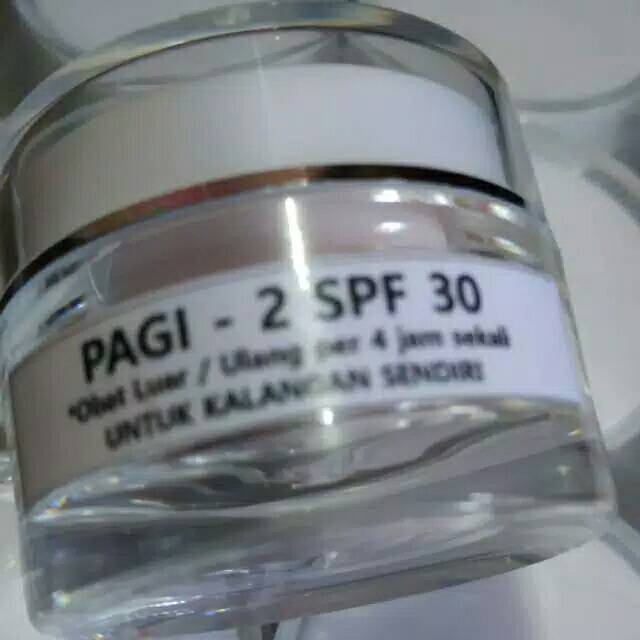 PAGI - 2 SPF 30
*Obat Luar / Ulang per 4 jam sekali
UNTUK KALANGAN SENDIRI